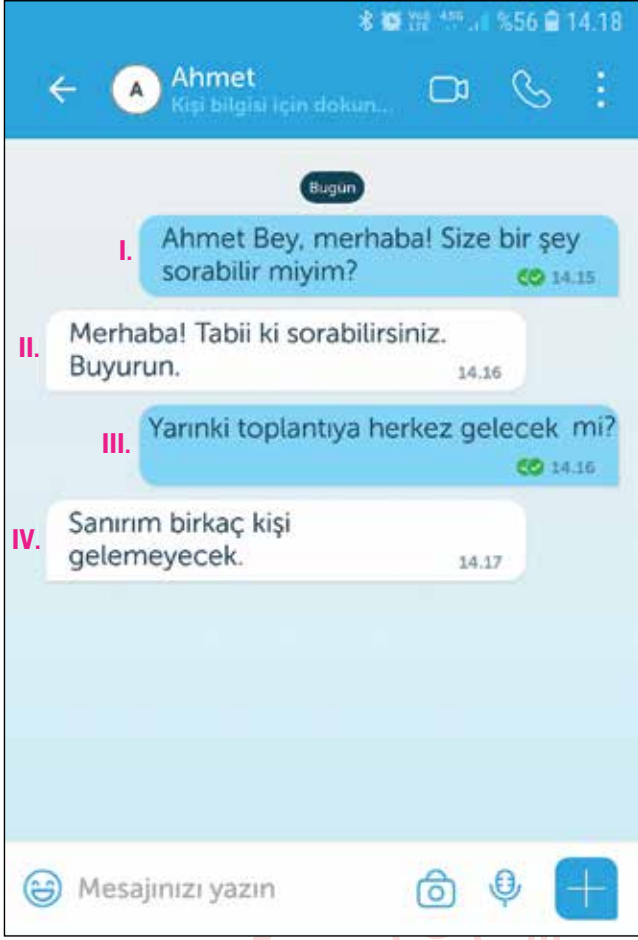 %56 14.18
Ahmet
Kişi bilgisi için dokun...
A
Bugün
I.
Ahmet Bey, merhaba! Size bir şey
sorabilir miyim?
14.15
II.
Merhaba! Tabii ki sorabilirsiniz.
Buyurun.
14.16
III.
Yarınki toplantıya herkez gelecek mi?
14.16
IV.
Sanırım birkaç kişi
gelemeyecek.
14.17
Mesajınızı yazın